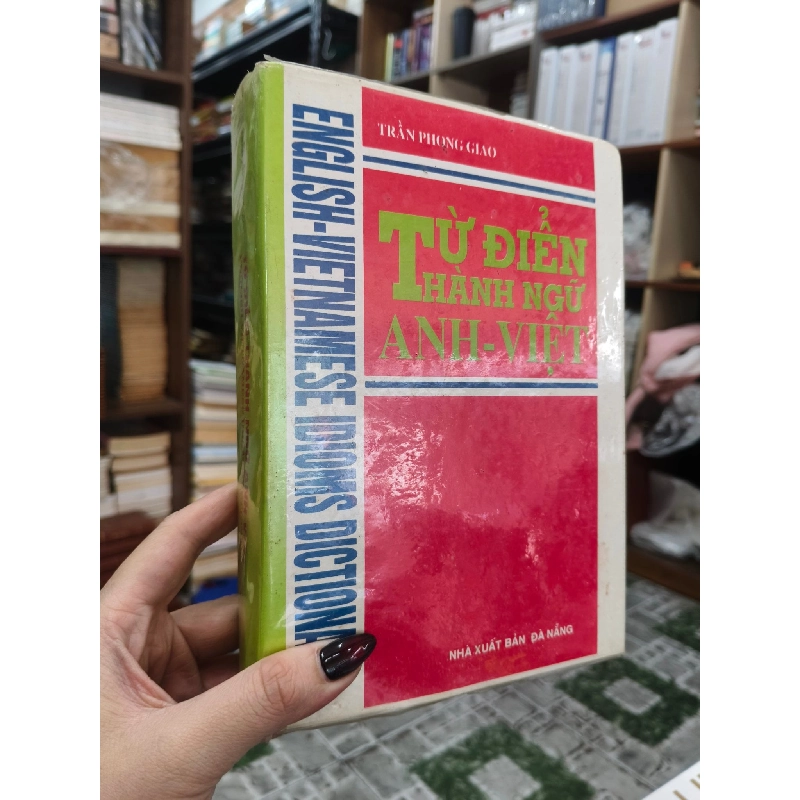 TRẦN PHONG GIAO
TỪ ĐIỂN
THÀNH NGỮ
ANH-VIỆT
NHÀ XUẤT BẢN ĐÀ NẴNG
ENGLISH-VIETNAMESE IDIOMS DICTIONA